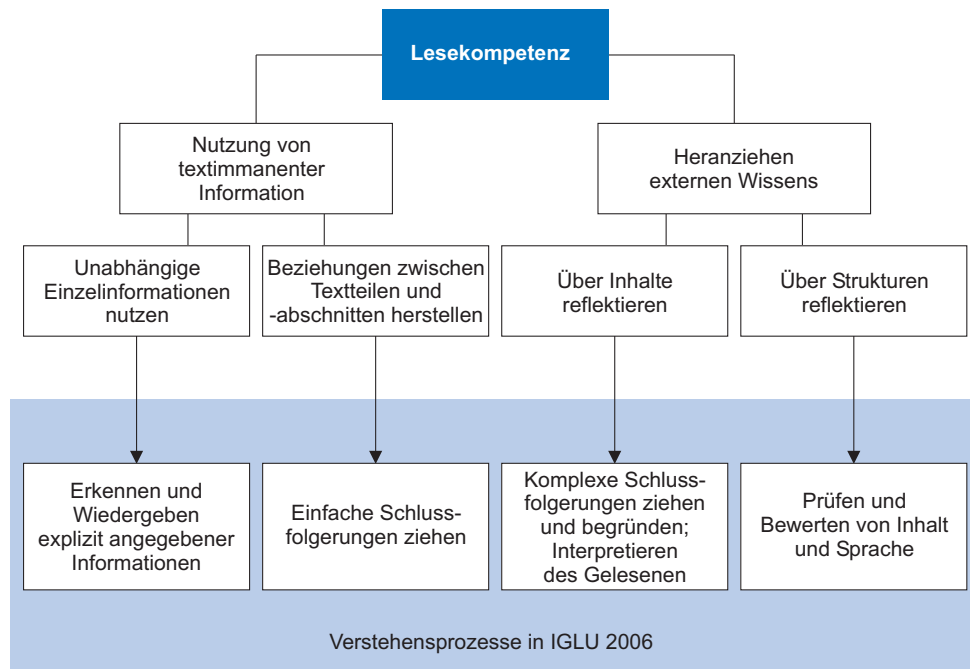 Lesekompetenz
Nutzung von
textimmanenter
Information
Heranziehen
externen Wissens
Unabhängige
Einzelinformationen
nutzen
Beziehungen zwischen
Textteilen und
-abschnitten herstellen
Über Inhalte
reflektieren
Über Strukturen
reflektieren
Erkennen und
Wiedergeben
explizit angegebener
Informationen
Einfache Schluss-
folgerungen ziehen
Komplexe Schluss-
folgerungen ziehen
und begründen;
Interpretieren
des Gelesenen
Prüfen und
Bewerten von Inhalt
und Sprache
Verstehensprozesse in IGLU 2006